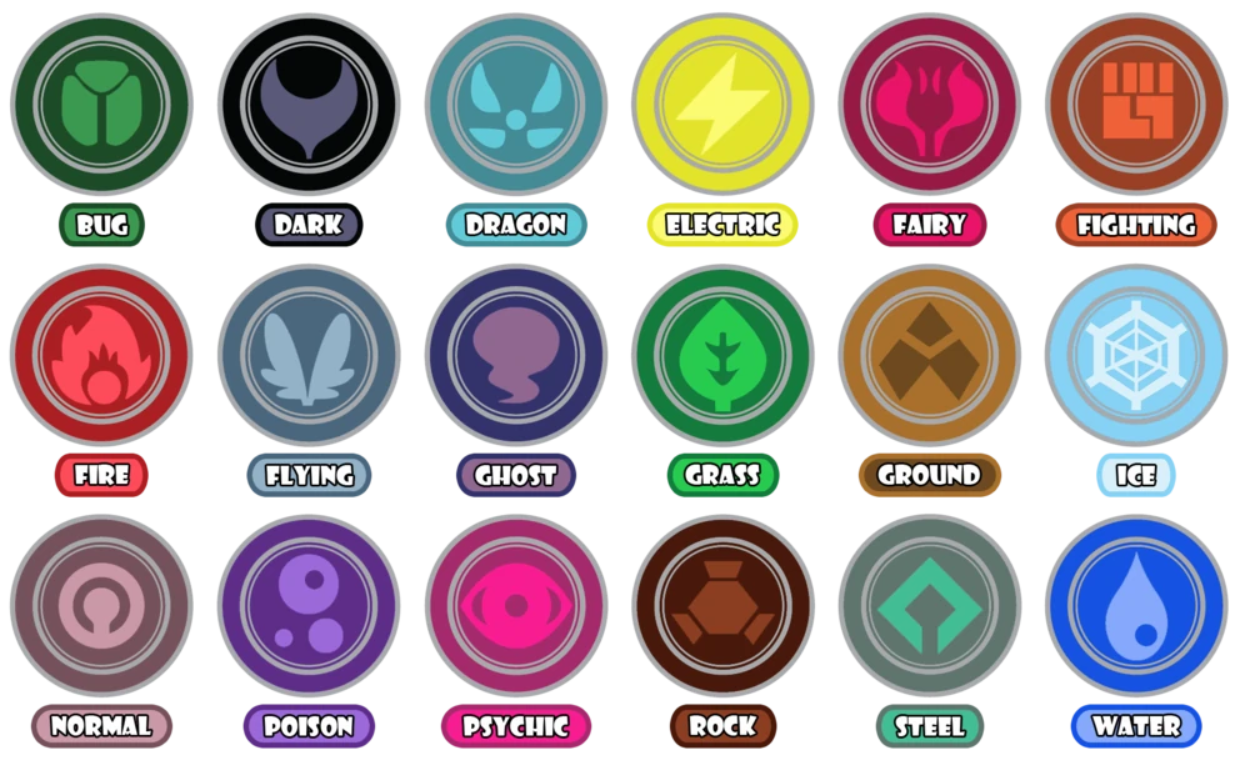 BUG
DARK
DRAGON
ELECTRIC
FAIRY
FIGHTING
FIRE
FLYING
GHOST
GRASS
GROUND
ICE
NORMAL
POISON
PSYCHIC
ROCK
STEEL
WATER